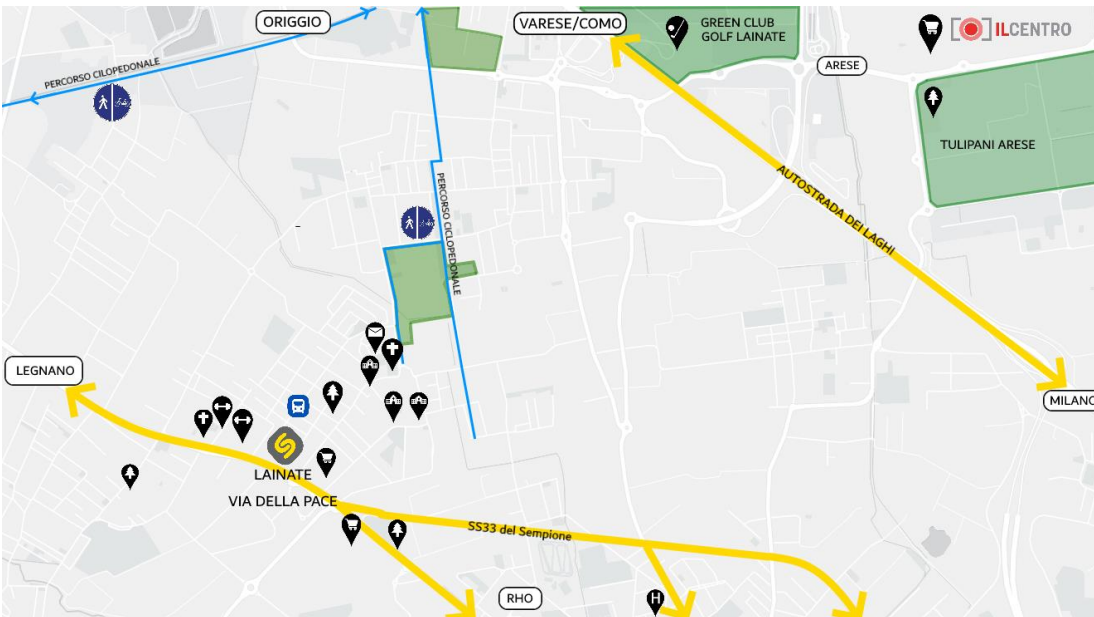 ORIGGIO
VARESE/COMO
GREEN CLUB
GOLF LAINATE
ILCENTRO
PERCORSO CILOPEDONALE
ARESE
TULIPANI ARESE
AUTOSTRADA DEI LAGHI
PERCORSO CICLOPEDONALE
LEGNANO
MILANO
LAINATE
VIA DELLA PACE
SS33 del Sempione
RHO
H